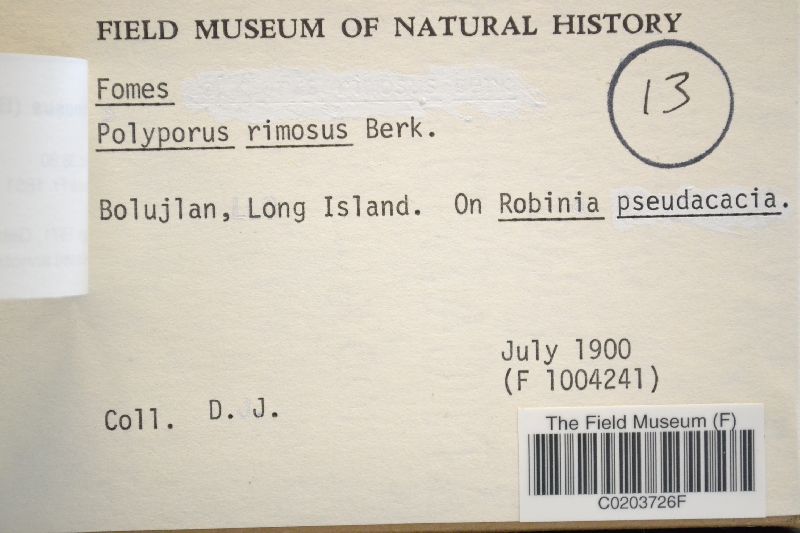 FIELD MUSEUM OF NATURAL HISTORY
Fomes
13
Polyporus rimosus Berk.
Bolujlan, Long Island. On Robinia pseudacacia.
July 1900
(F 1004241)
Coll. D. J.
The Field Museum (F)
C0203726F